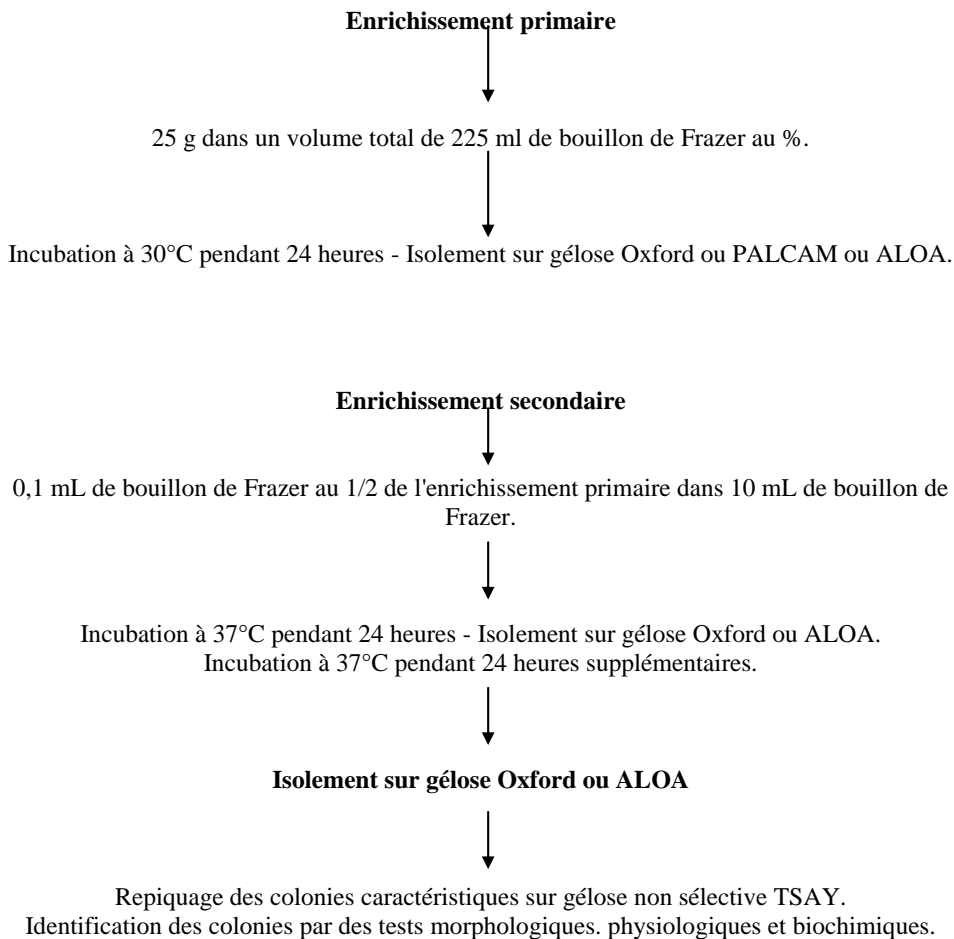 Enrichissement primaire
25 g dans un volume total de 225 ml de bouillon de Frazer au %.
Incubation à 30°C pendant 24 heures - Isolement sur gélose Oxford ou PALCAM ou ALOA.
Enrichissement secondaire
0,1 mL de bouillon de Frazer au 1/2 de l'enrichissement primaire dans 10 mL de bouillon de
Frazer.
Incubation à 37°C pendant 24 heures - Isolement sur gélose Oxford ou ALOA.
Incubation à 37°C pendant 24 heures supplémentaires.
Isolement sur gélose Oxford ou ALOA
Repiquage des colonies caractéristiques sur gélose non sélective TSAY.
Identification des colonies par des tests morphologiques. physiologiques et biochimiques.